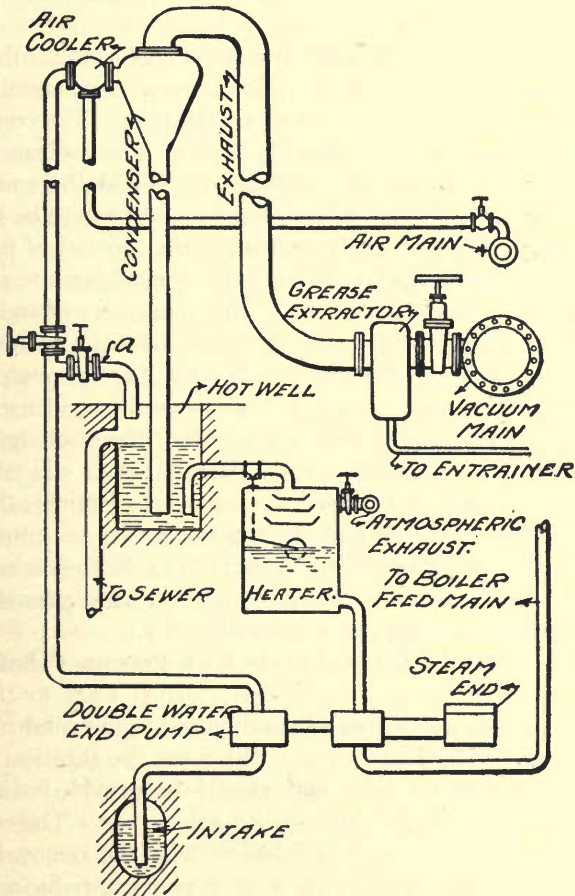 AIR
COOLER
CONDENSER
EXHAUST
AIR MAIN
GREASE
EXTRACTOR
a
HOT WELL
VACUUM
MAIN
TO ENTRAINER
ATMOSPHERIC
EXHAUST.
TO SEWER
HEATER.
TO BOILER
FEED MAIN
STEAM
END
DOUBLE WATER
END PUMP
INTAKE